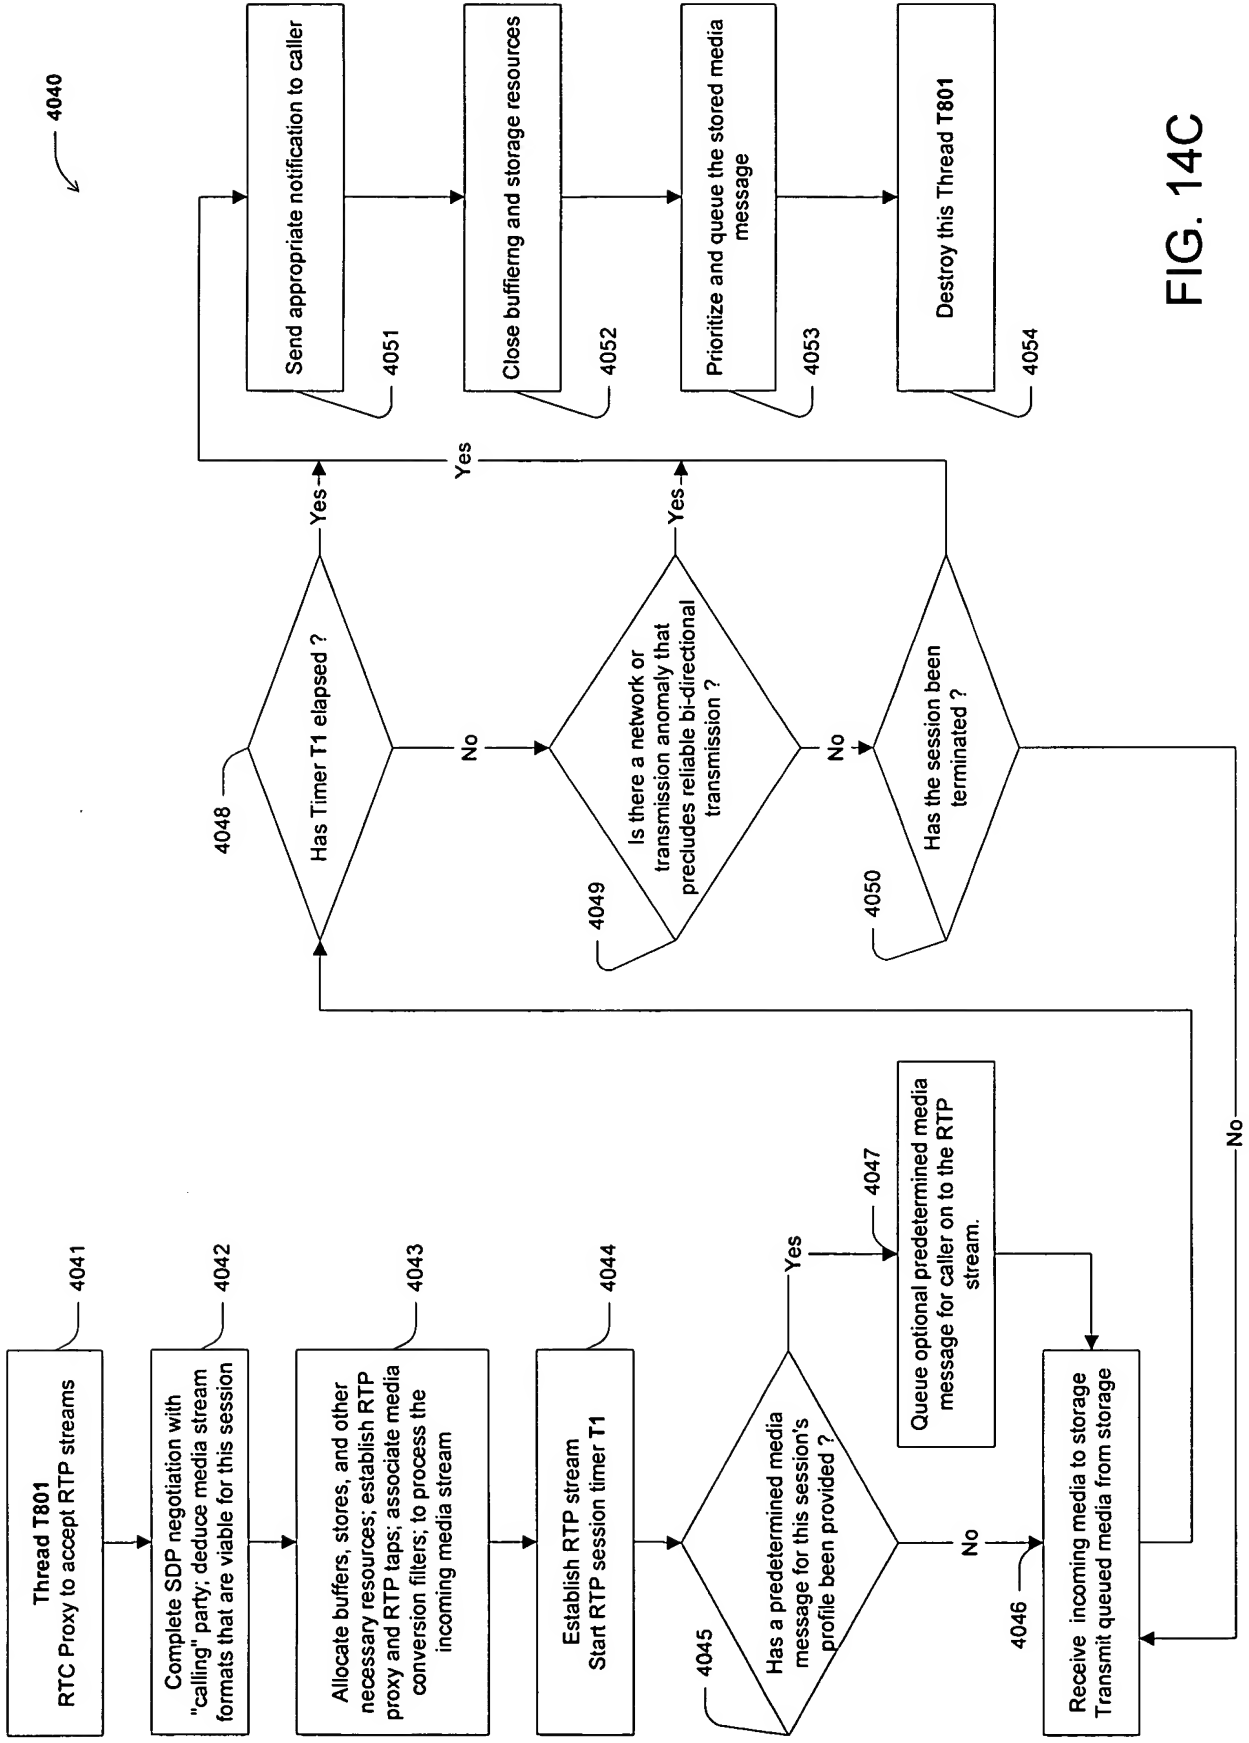 4040
Thread T801
RTC Proxy to accept RTP streams
4041
Complete SDP negotiation with
"calling" party; deduce media stream
formats that are viable for this session
4042
Allocate buffers, stores, and other
necessary resources; establish RTP
proxy and RTP taps; associate media
conversion filters; to process the
incoming media stream
4043
Establish RTP stream
Start RTP session timer T1
4044
Has a predetermined media
message for this session's
profile been provided ?
4045
Yes
No
Queue optional predetermined media
message for caller on to the RTP
stream.
4047
4046
Receive incoming media to storage
Transmit queued media from storage
4048
Has Timer T1 elapsed ?
Yes
No
4049
Is there a network or
transmission anomaly that
precludes reliable bi-directional
transmission ?
Yes
No
4050
Has the session been
terminated ?
Yes
No
Send appropriate notification to caller
4051
Close buffierng and storage resources
4052
Prioritize and queue the stored media
message
4053
Destroy this Thread T801
4054
FIG. 14C